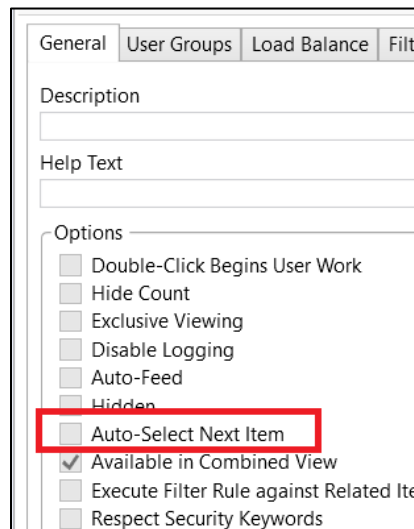 General User Groups Load Balance Filt
Description
Help Text
Options
Double-Click Begins User Work
Hide Count
Exclusive Viewing
Disable Logging
Auto-Feed
Hidden
Auto-Select Next Item
Available in Combined View
Execute Filter Rule against Related Ite
Respect Security Keywords